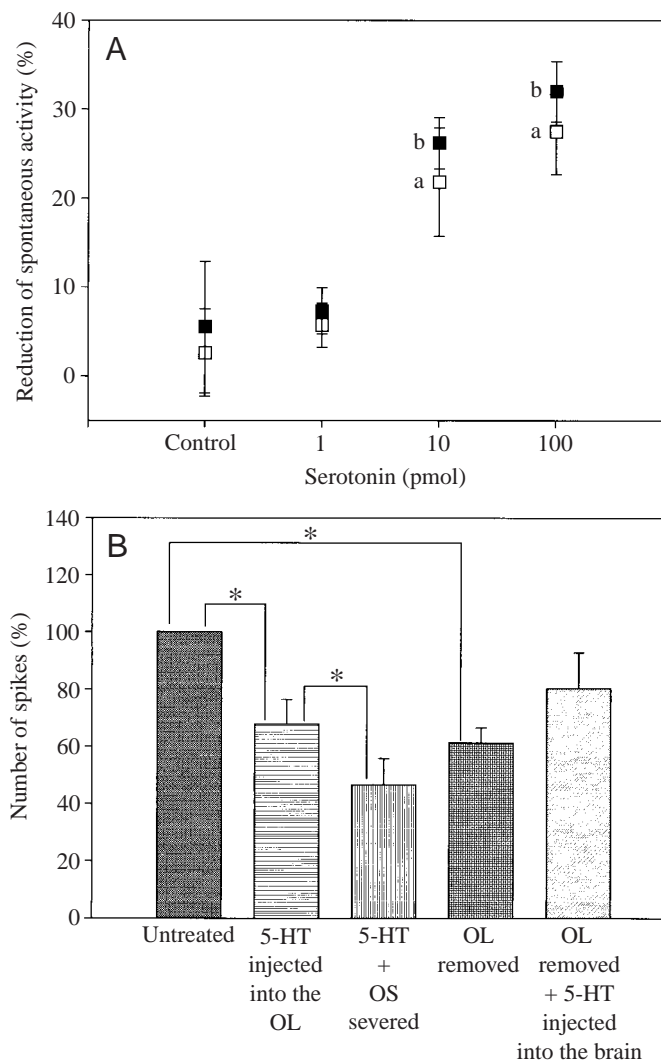 A
Reduction of spontaneous activity (%)
40
30
20
10
0
b
a
b
a
Control
1
10
100
Serotonin (pmol)
B
Number of spikes (%)
140
120
100
80
60
40
20
0
*
*
*
Untreated
5-HT
injected
into the
OL
5-HT
+
OS
severed
OL
removed
OL
removed
+ 5-HT
injected
into the brain